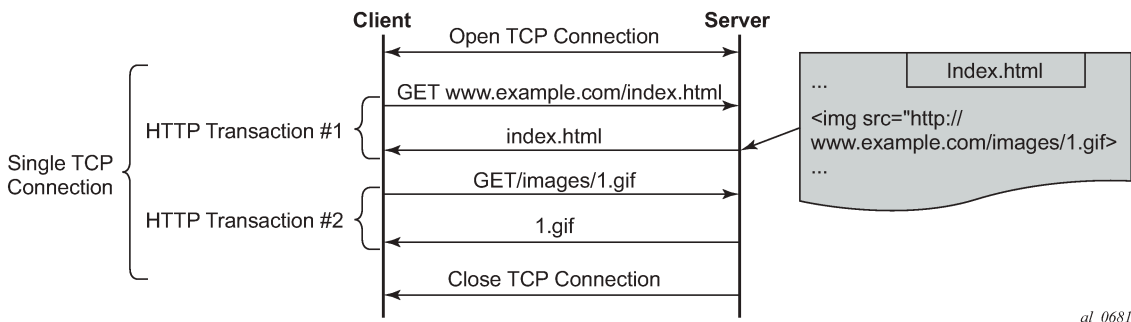 Client
Server
Open TCP Connection
GET www.example.com/index.html
HTTP Transaction #1
index.html
Single TCP
Connection
GET/images/1.gif
HTTP Transaction #2
1.gif
Close TCP Connection
Index.html
...
<img src="http://
www.example.com/images/1.gif>
...
al_0681